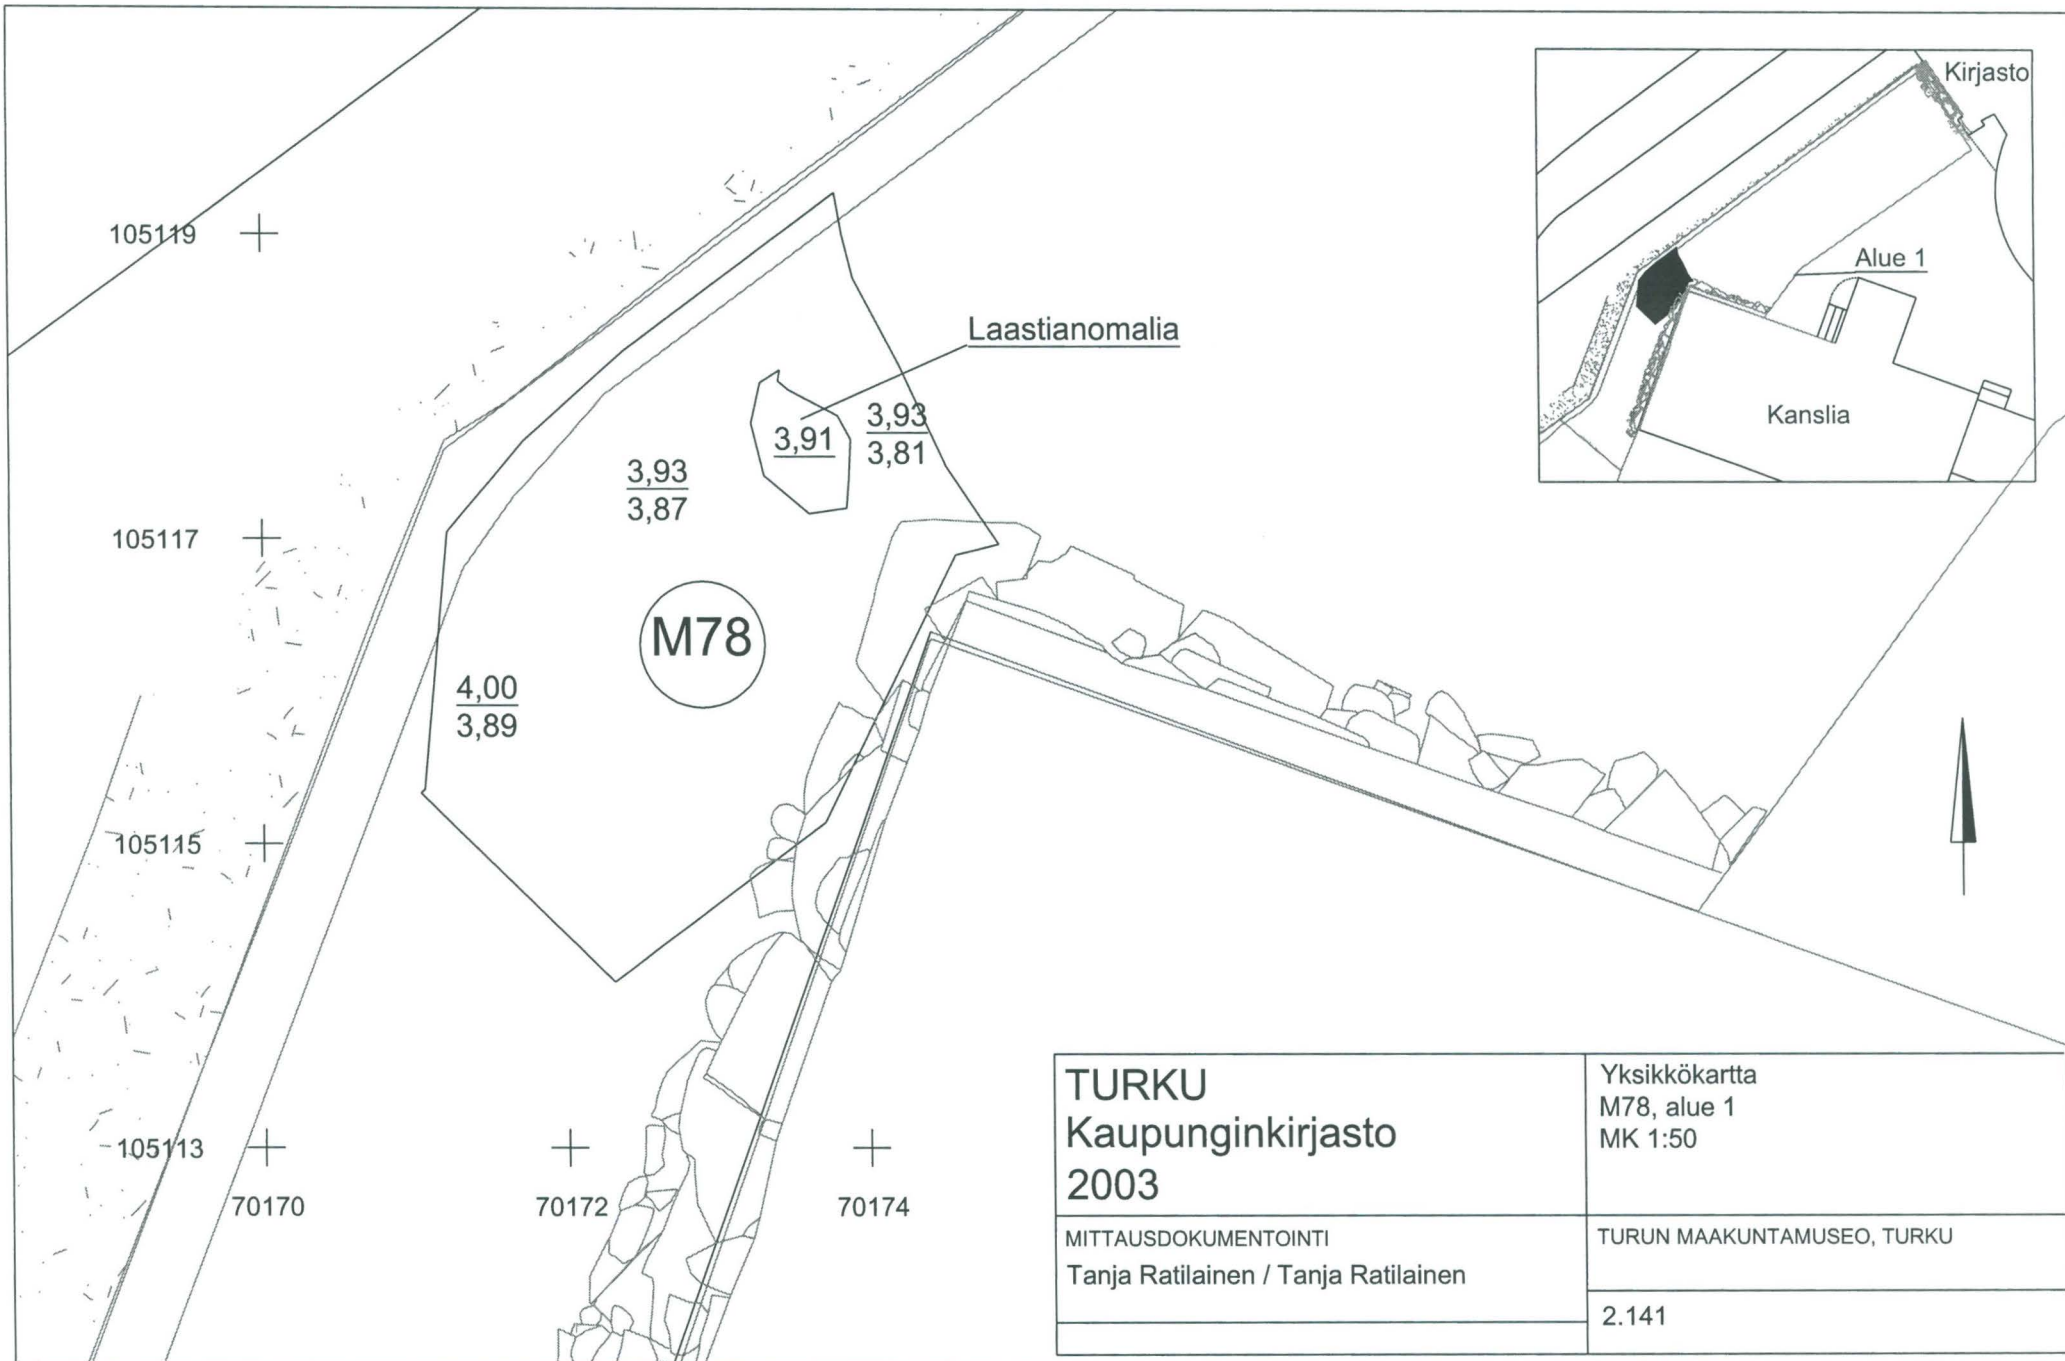 Kirjasto
Alue 1
Kanslia
105119
Laastianomalia
3,91
3,93
3,81
3,93
3,87
105117
M78
4,00
3,89
105115
105113
70170
70172
70174
TURKU
Kaupunginkirjasto
2003
Yksikkökartta
M78, alue 1
MK 1:50
MITTAUSDOKUMENTOINTI
Tanja Ratilainen / Tanja Ratilainen
TURUN MAAKUNTAMUSEO, TURKU
2.141